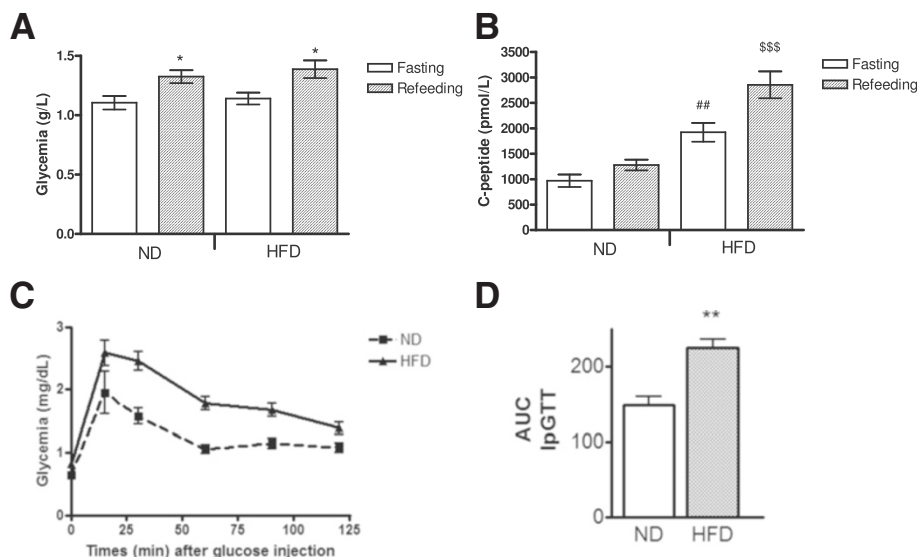 A
Glycemia (g/L)
1.5
1.0
0.5
0.0
*
*
ND
HFD
Fasting
Refeeding
B
C-peptide (pmol/L)
3500
3000
2500
2000
1500
1000
500
0
##
$$$
ND
HFD
Fasting
Refeeding
C
Glycemia (mg/dL)
3
2
1
0
0
25
50
75
100
125
Times (min) after glucose injection
ND
HFD
D
AUC
IpGTT
200
100
0
**
ND
HFD